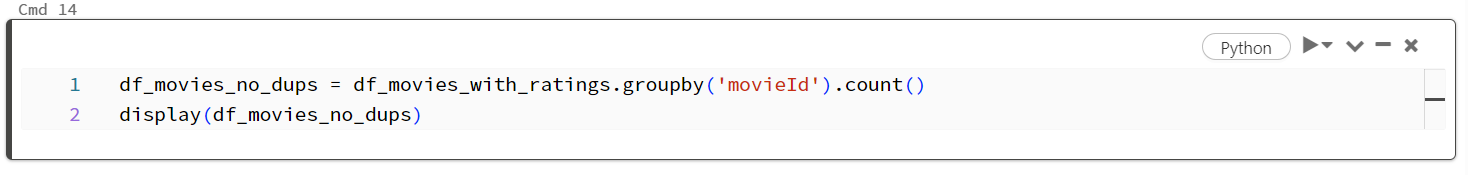 Cmd 14
Python
1 df_movies_no_dups = df_movies_with_ratings.groupby('movieId').count()
2 display(df_movies_no_dups)